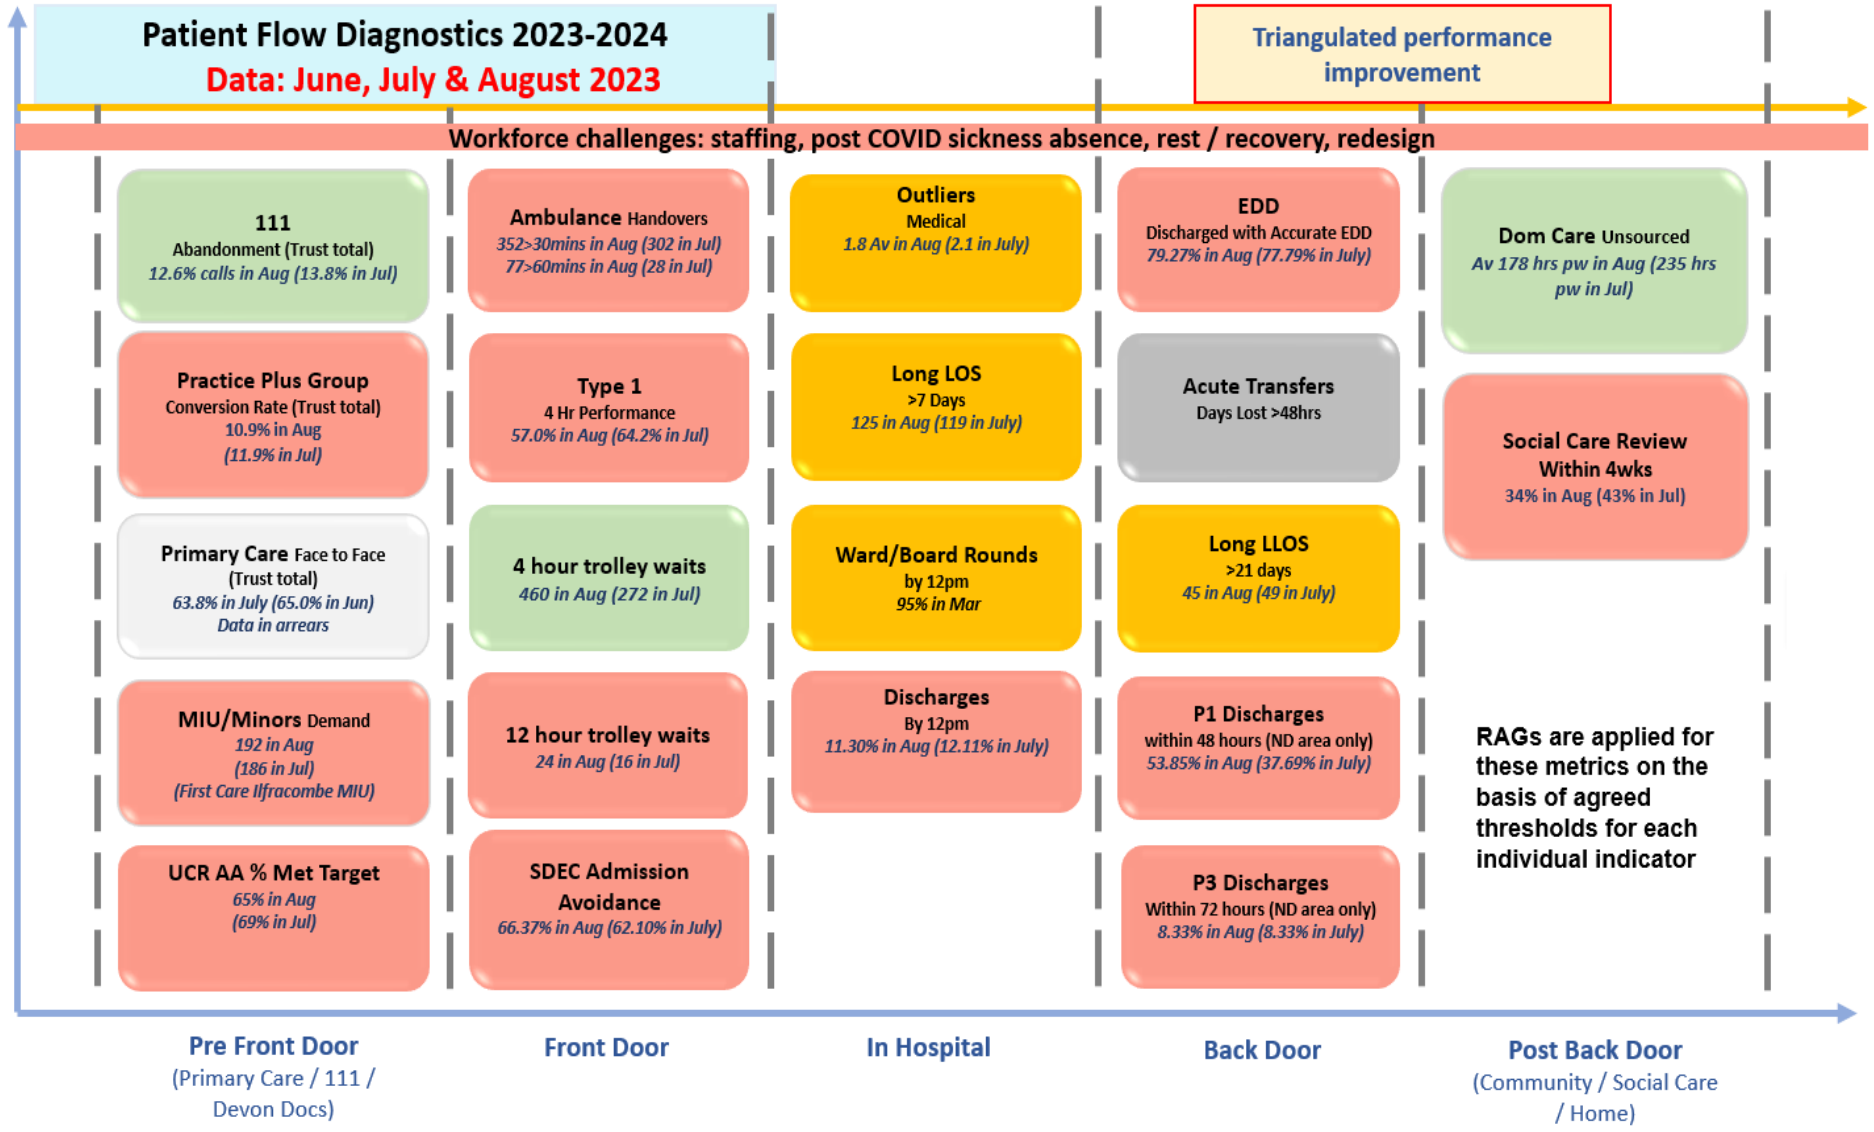 Patient Flow Diagnostics 2023-2024
Data: June, July & August 2023
Triangulated performance
improvement
Workforce challenges: staffing, post COVID sickness absence, rest / recovery, redesign
111
Abandonment (Trust total)
12.6% calls in Aug (13.8% in Jul)
Practice Plus Group
Conversion Rate (Trust total)
10.9% in Aug
(11.9% in Jul)
Primary Care Face to Face
(Trust total)
63.8% in July (65.0% in Jun)
Data in arrears
MIU/Minors Demand
192 in Aug
(186 in Jul)
(First Care Ilfracombe MIU)
UCR AA % Met Target
65% in Aug
(69% in Jul)
Ambulance Handovers
352>30mins in Aug (302 in Jul)
77>60mins in Aug (28 in Jul)
Type 1
4 Hr Performance
57.0% in Aug (64.2% in Jul)
4 hour trolley waits
460 in Aug (272 in Jul)
12 hour trolley waits
24 in Aug (16 in Jul)
SDEC Admission
Avoidance
66.37% in Aug (62.10% in July)
Outliers
Medical
1.8 Av in Aug (2.1 in July)
Long LOS
>7 Days
125 in Aug (119 in July)
Ward/Board Rounds
by 12pm
95% in Mar
Discharges
By 12pm
11.30% in Aug (12.11% in July)
EDD
Discharged with Accurate EDD
79.27% in Aug (77.79% in July)
Acute Transfers
Days Lost >48hrs
Long LLOS
>21 days
45 in Aug (49 in July)
P1 Discharges
within 48 hours (ND area only)
53.85% in Aug (37.69% in July)
P3 Discharges
Within 72 hours (ND area only)
8.33% in Aug (8.33% in July)
Dom Care Unsourced
Av 178 hrs pw in Aug (235 hrs
pw in Jul)
Social Care Review
Within 4wks
34% in Aug (43% in Jul)
RAGs are applied for
these metrics on the
basis of agreed
thresholds for each
individual indicator
Pre Front Door
(Primary Care / 111 /
Devon Docs)
Front Door
In Hospital
Back Door
Post Back Door
(Community / Social Care
/ Home)